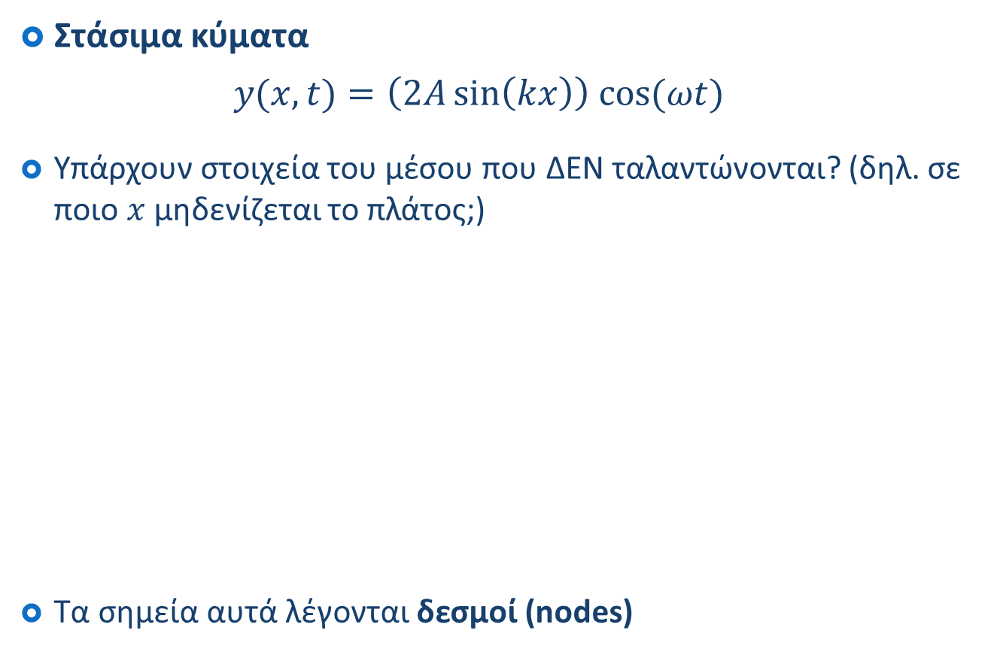 Στάσιμα κύματα
y(x, t) = (2A sin(kx)) cos(ωt)
Υπάρχουν στοιχεία του μέσου που ΔΕΝ ταλαντώνονται? (δηλ. σε
ποιο x μηδενίζεται το πλάτος;)
Τα σημεία αυτά λέγονται δεσμοί (nodes)